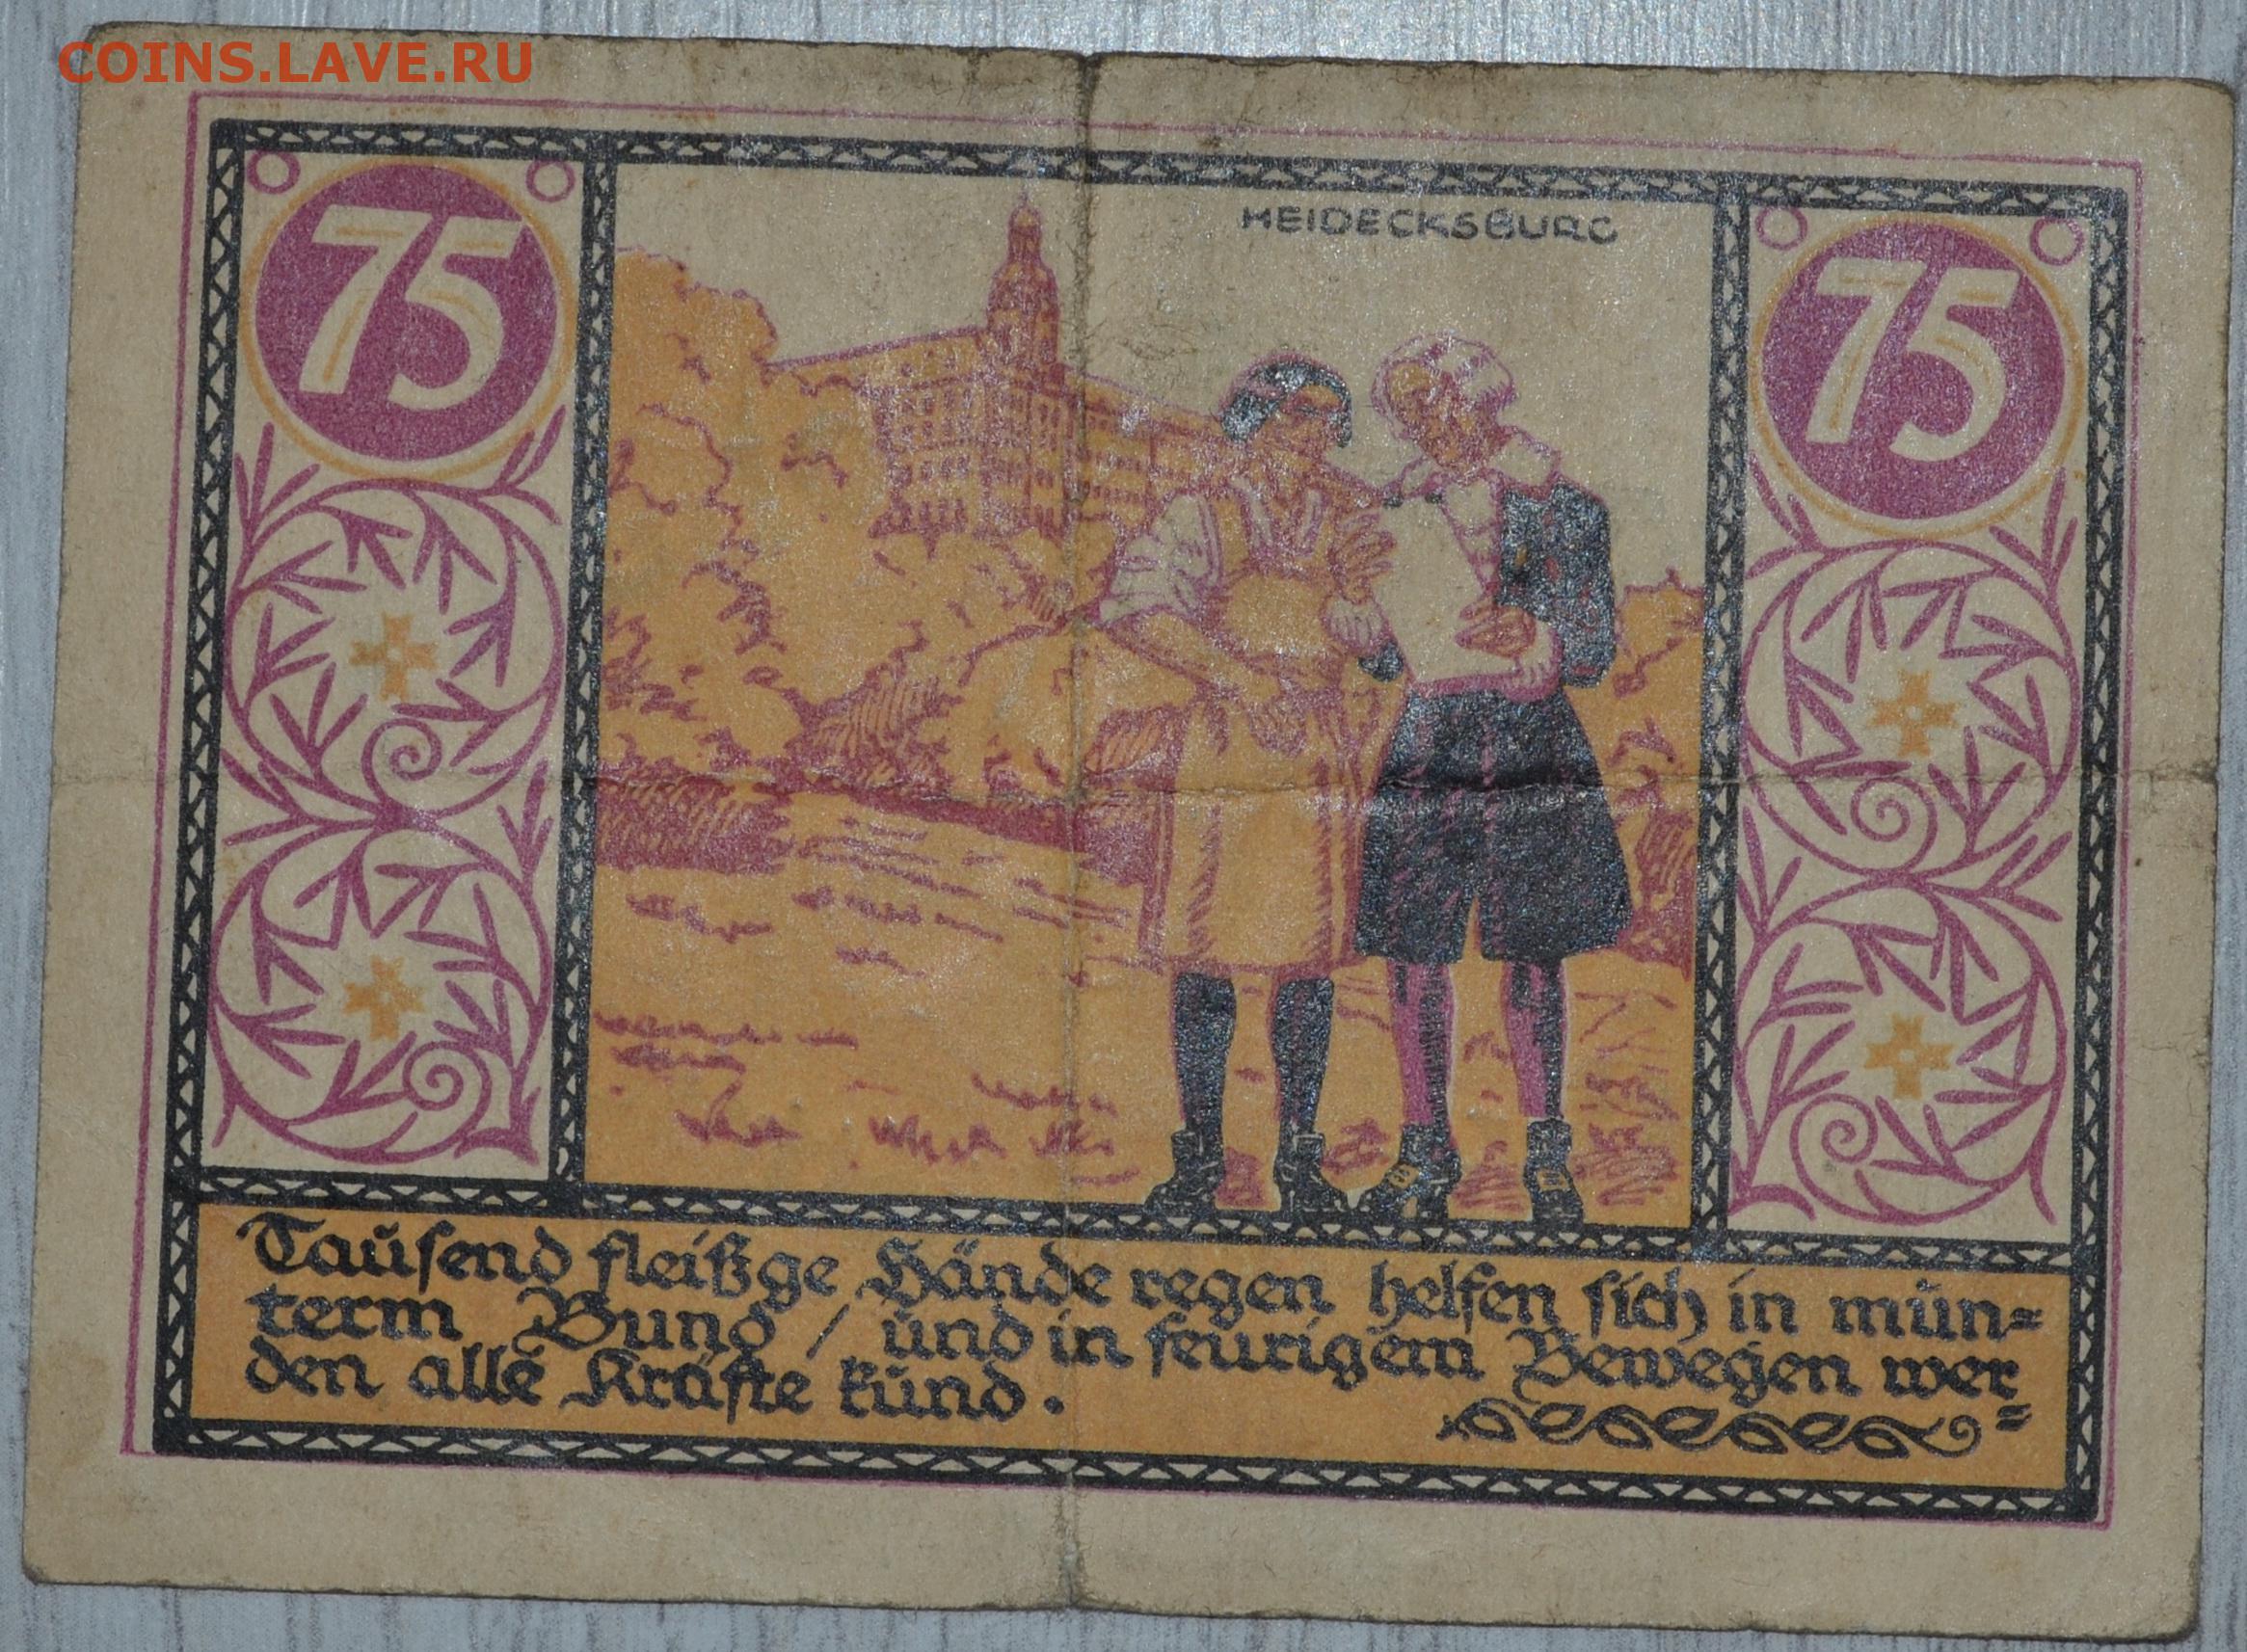 COINS.LAVE.RU
75
HEIDECKSBURG
75
Tausend fleißge Hände regen helfen sich in mun=
term Bund / und in feurigem Bewegen wer=
den alle Kräfte kund.